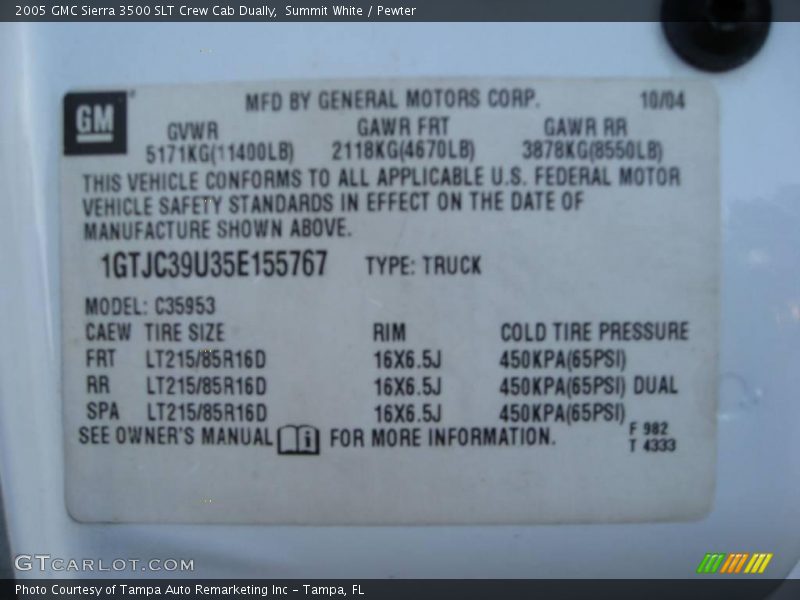 2005 GMC Sierra 3500 SLT Crew Cab Dually,  Summit White / Pewter
GM
MFD BY GENERAL MOTORS CORP. 10/04
GVWR GAWR FRT GAWR RR
5171KG(11400LB) 2118KG(4670LB) 3878KG(8550LB)
THIS VEHICLE CONFORMS TO ALL APPLICABLE U.S. FEDERAL MOTOR
VEHICLE SAFETY STANDARDS IN EFFECT ON THE DATE OF
MANUFACTURE SHOWN ABOVE.
1GTJC39U35E155767 TYPE: TRUCK
MODEL: C35953
CAEW TIRE SIZE RIM COLD TIRE PRESSURE
FRT LT215/85R16D 16X6.5J 450KPA(65PSI)
RR LT215/85R16D 16X6.5J 450KPA(65PSI) DUAL
SPA LT215/85R16D 16X6.5J 450KPA(65PSI)
SEE OWNER'S MANUAL i FOR MORE INFORMATION.
F 982
T 4333
GTCARLOT.COM
Photo Courtesy of Tampa Auto Remarketing Inc - Tampa, FL